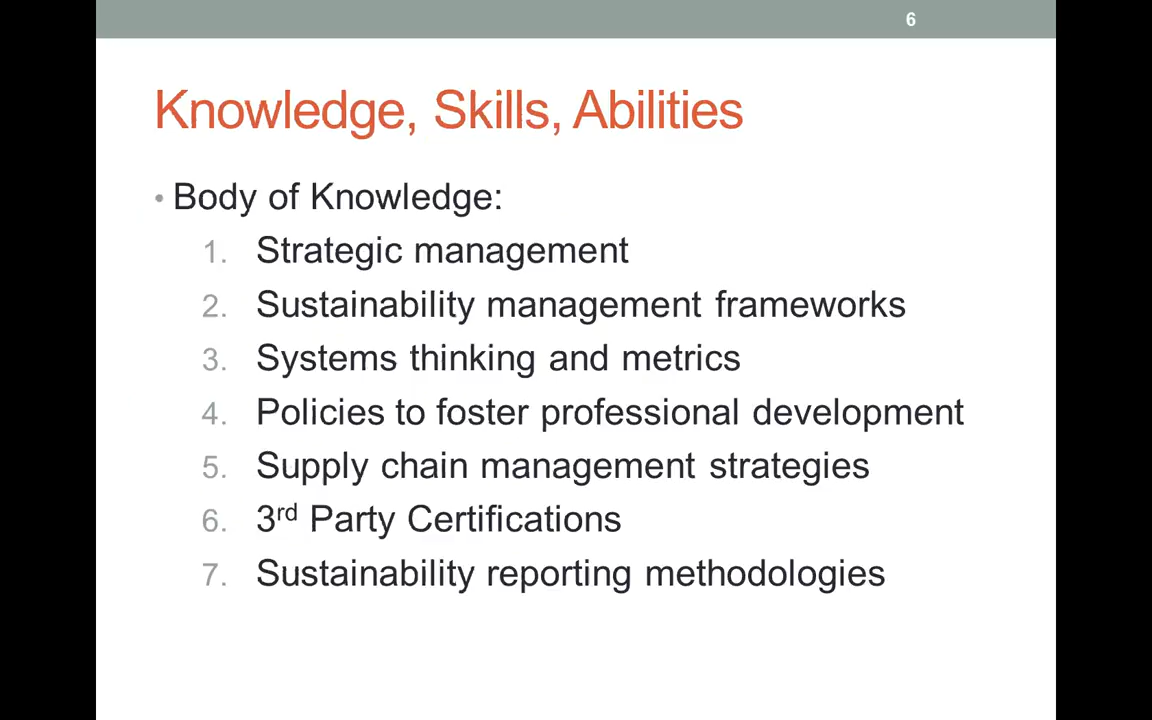 6
Knowledge, Skills, Abilities
• Body of Knowledge:
1. Strategic management
2. Sustainability management frameworks
3. Systems thinking and metrics
4. Policies to foster professional development
5. Supply chain management strategies
6. 3rd Party Certifications
7. Sustainability reporting methodologies